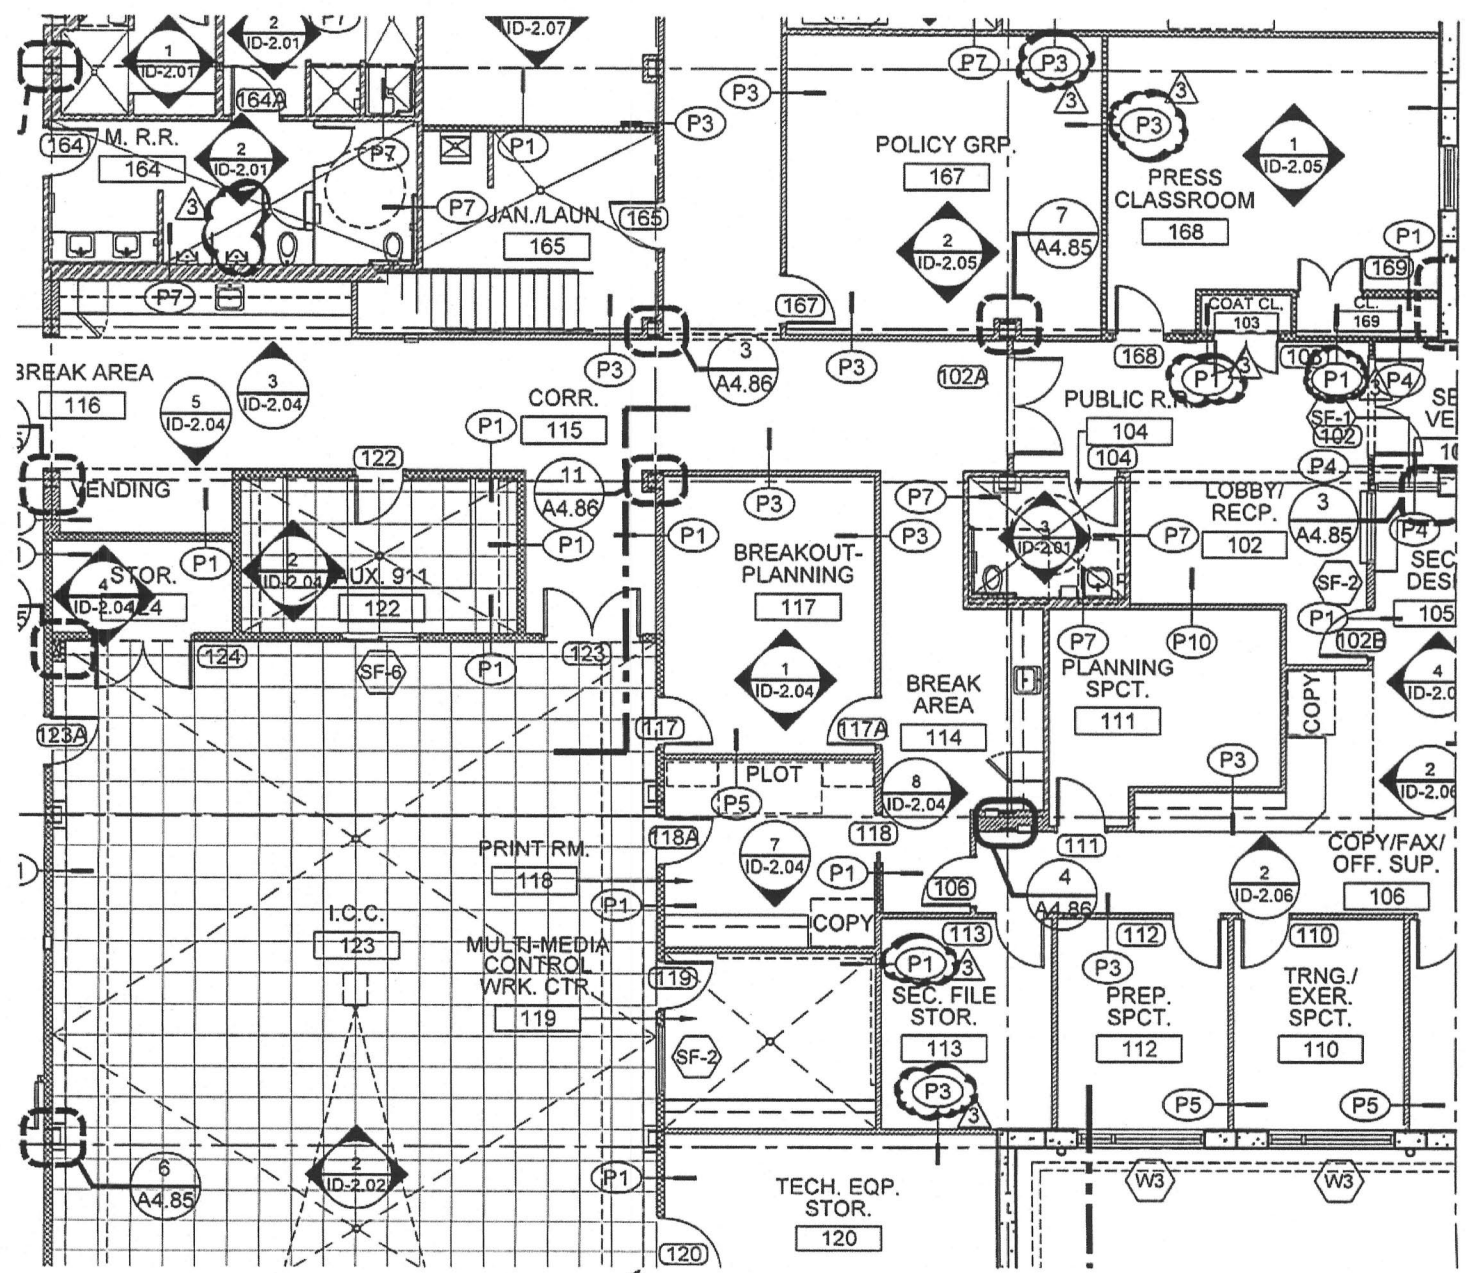 P7
2
ID-2.01
ID-2.07
1
ID-2.01
P7
P3
3
P3
164A
P3
P3
3
P3
1
ID-2.05
164
M. R.R.
164
2
ID-2.01
P7
P1
POLICY GRP.
167
PRESS
CLASSROOM
168
3
P7
JAN./LAUN.
165
165
2
ID-2.05
7
A4.85
P1
169
P7
167
COAT CL.
103
CL.
169
BREAK AREA
116
5
ID-2.04
3
ID-2.04
P3
3
A4.86
P3
102A
168
P1
3
P1
P4
CORR.
115
P1
PUBLIC R.R.
104
104
SF-1
102
122
11
A4.86
P4
VENDING
P3
P7
LOBBY/
RECP.
102
3
A4.85
P4
P1
P1
P1
P3
3
ID-2.01
P7
BREAKOUT-
PLANNING
117
STOR.
124
4
ID-2.04
2
ID-2.04
AUX. 911
122
SF-2
SEC
DES
105
P7
P10
P1
102B
124
SF-6
P1
123
1
ID-2.04
BREAK
AREA
114
PLANNING
SPCT.
111
COPY
4
123A
117
117A
PLOT
P5
8
ID-2.04
P3
2
118A
118
111
PRINT RM.
118
7
ID-2.04
P1
106
4
A4.86
2
ID-2.06
COPY/FAX/
OFF. SUP.
106
P1
COPY
I.C.C.
123
MULTI-MEDIA
CONTROL
WRK. CTR.
119
119
113
112
110
P1
3
P3
SEC. FILE
STOR.
113
PREP.
SPCT.
112
TRNG./
EXER.
SPCT.
110
SF-2
P3
3
P5
P5
6
A4.85
2
ID-2.02
P1
TECH. EQP.
STOR.
120
W3
W3
120